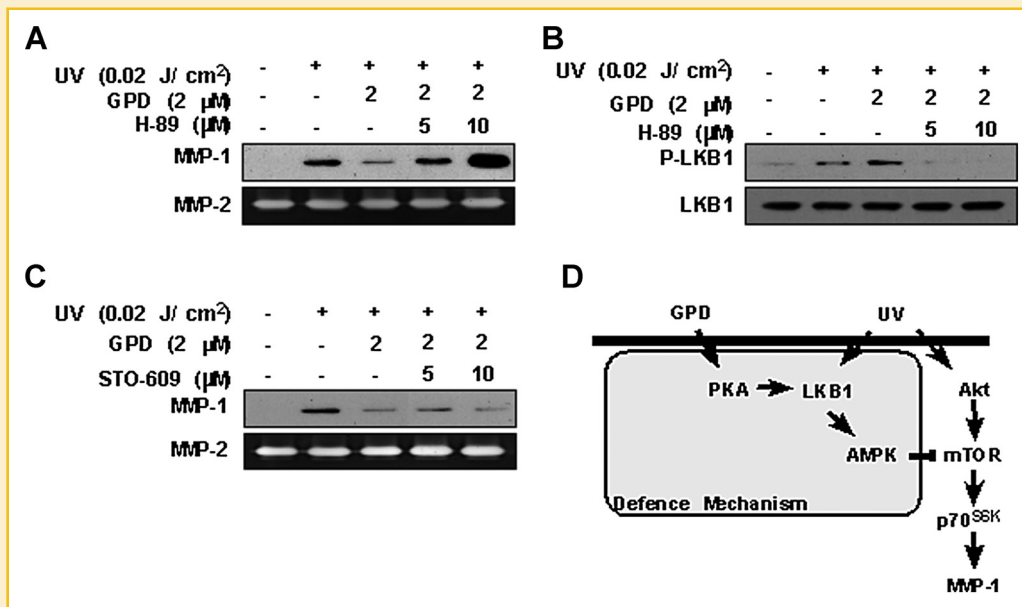 A
UV (0.02 J/ cm²) - + + + +
GPD (2 μM) - - 2 2 2
H-89 (μM) - - - 5 10
MMP-1
MMP-2
B
UV (0.02 J/ cm²) - + + + +
GPD (2 μM) - - 2 2 2
H-89 (μM) - - - 5 10
P-LKB1
LKB1
C
UV (0.02 J/ cm²) - + + + +
GPD (2 μM) - - 2 2 2
STO-609 (μM) - - - 5 10
MMP-1
MMP-2
D
GPD UV
PKA LKB1 Akt
AMPK mTOR
Defence Mechanism
p70S6K
MMP-1